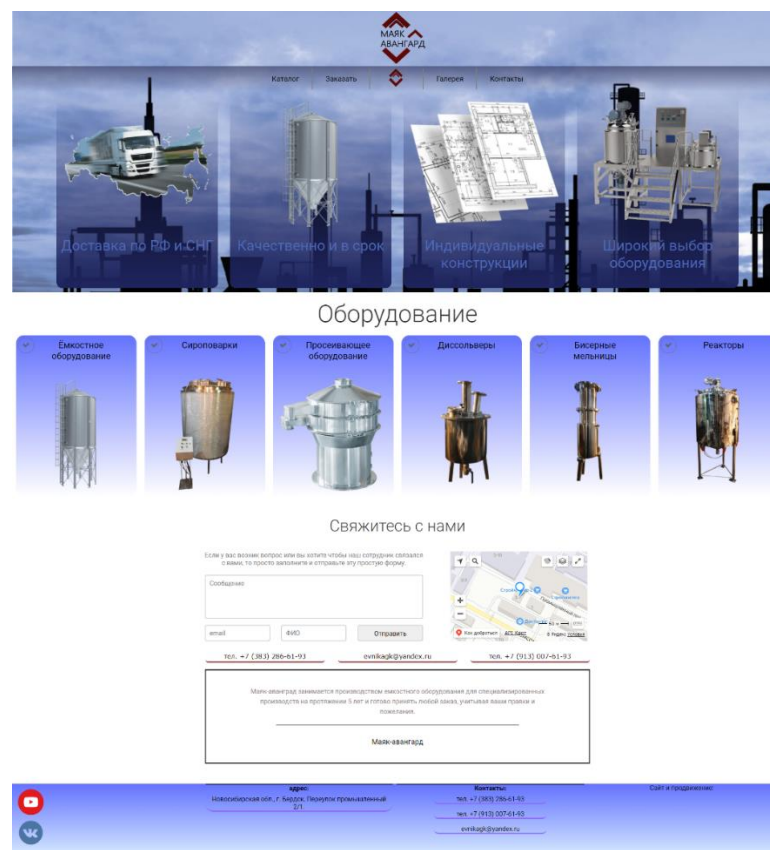 МАЯК
АВАНГАРД
Каталог Заказать Галерея Контакты
Доставка по РФ и СНГ
Качественно и в срок
Индивидуальные
конструкции
Широкий выбор
оборудования
Оборудование
Ёмкостное
оборудование
Сироповарки
Просеивающее
оборудование
Диссольверы
Бисерные
мельницы
Реакторы
Свяжитесь с нами
Если у вас возник вопрос или вы хотите чтобы наш сотрудник связался
с вами, то просто заполните и отправьте эту простую форму.
Сообщение
email ФИО Отправить
Как добраться
условия
тел. +7 (383) 286-61-93 evnikagk@yandex.ru тел. +7 (913) 007-61-93
Маяк-авангард занимается производством емкостного оборудования для специализированных
производств на протяжении 5 лет и готово принять любой заказ, учитывая ваши правки и
пожелания.
Маяк-авангард
адрес:
Новосибирская обл., г. Бердск. Переулок промышленный
2/1
Контакты:
тел. +7 (383) 286-61-93
тел. +7 (913) 007-61-93
evnikagk@yandex.ru
Сайт и продвижение: